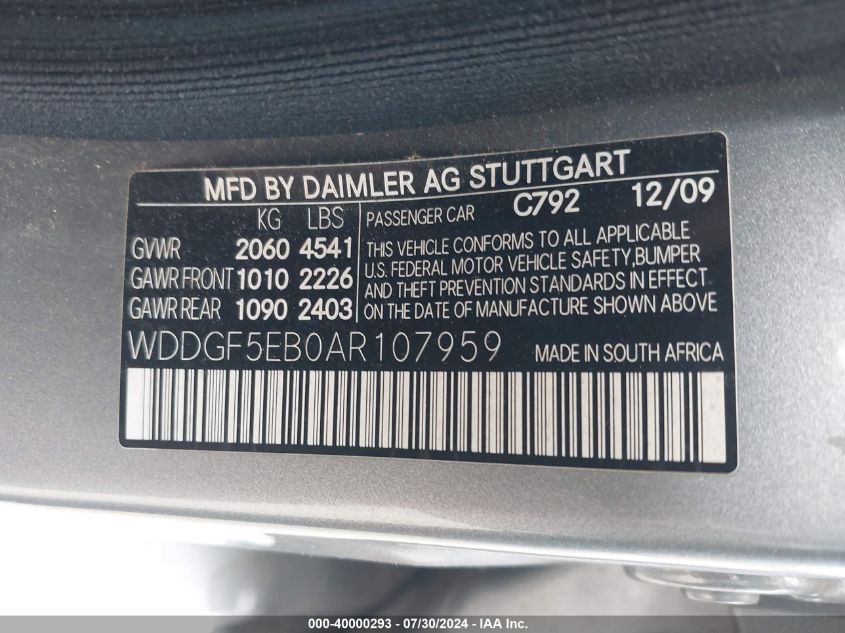 MFD BY DAIMLER AG STUTTGART
KG LBS PASSENGER CAR C792 12/09
GVWR 2060 4541 THIS VEHICLE CONFORMS TO ALL APPLICABLE
GAWR FRONT 1010 2226 U.S. FEDERAL MOTOR VEHICLE SAFETY,BUMPER
AND THEFT PREVENTION STANDARDS IN EFFECT
GAWR REAR 1090 2403 ON THE DATE OF MANUFACTURE SHOWN ABOVE
WDDGF5EB0AR107959 MADE IN SOUTH AFRICA
000-40000293 - 07/30/2024 - IAA Inc.